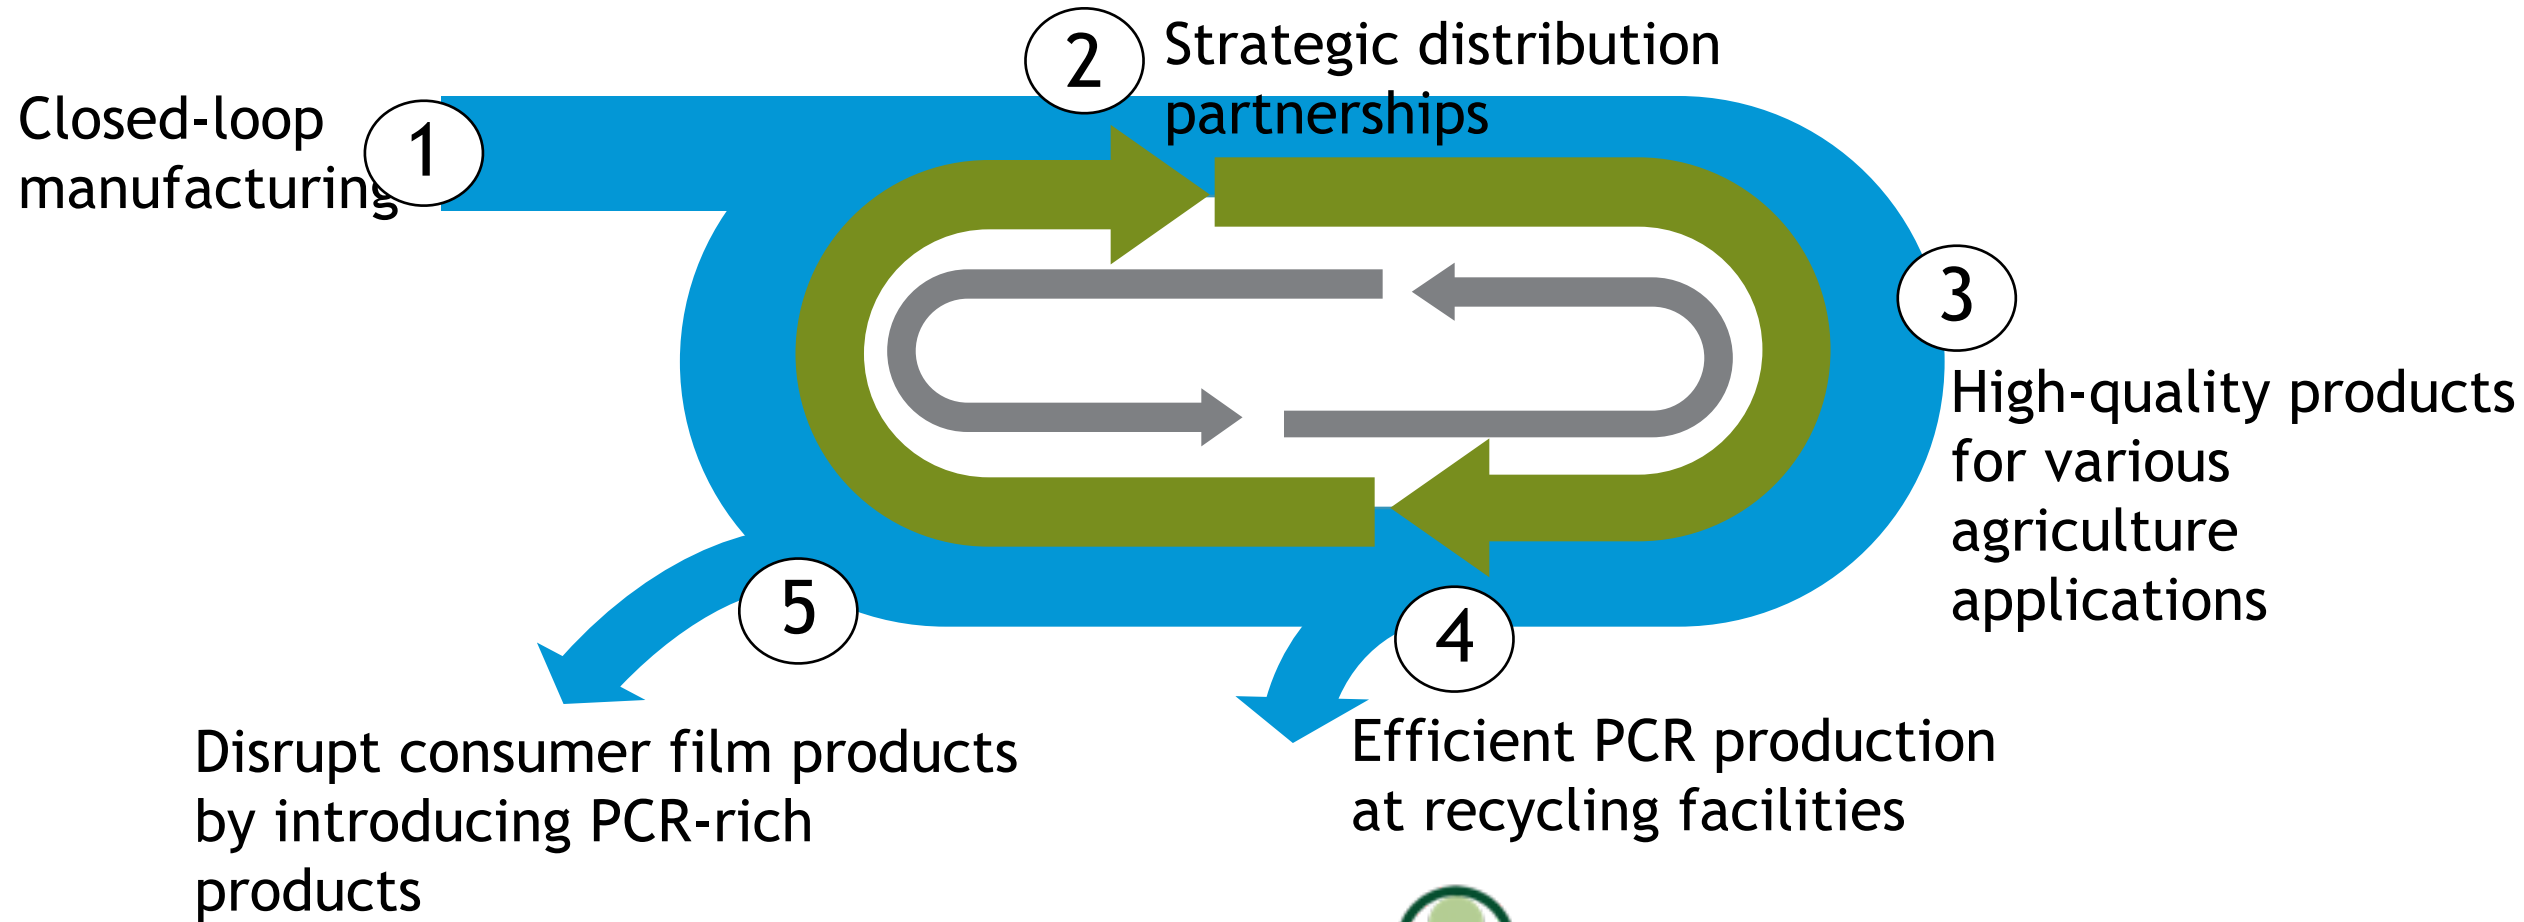 1
Closed-loop
manufacturing
2
Strategic distribution
partnerships
3
High-quality products
for various
agriculture
applications
4
Efficient PCR production
at recycling facilities
5
Disrupt consumer film products
by introducing PCR-rich
products